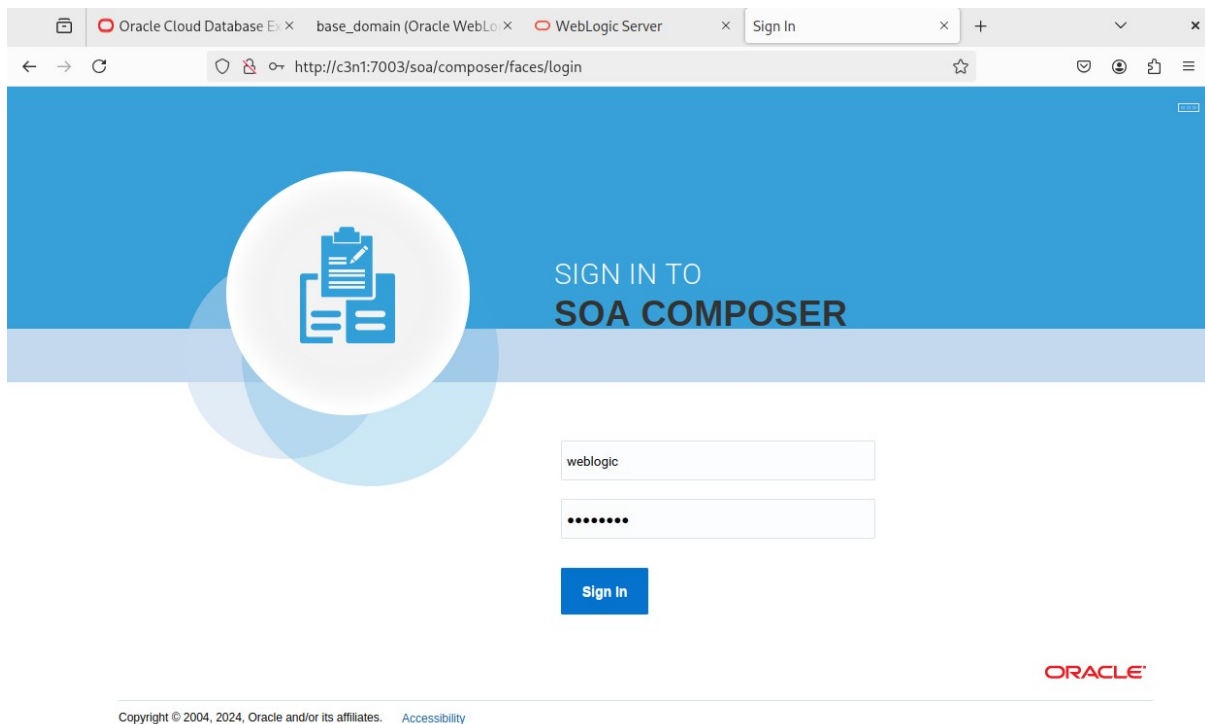 Oracle Cloud Database Ex
base_domain (Oracle WebLo
WebLogic Server
Sign In
http://c3n1:7003/soa/composer/faces/login
SIGN IN TO
SOA COMPOSER
weblogic
Sign In
ORACLE
Copyright © 2004, 2024, Oracle and/or its affiliates. Accessibility